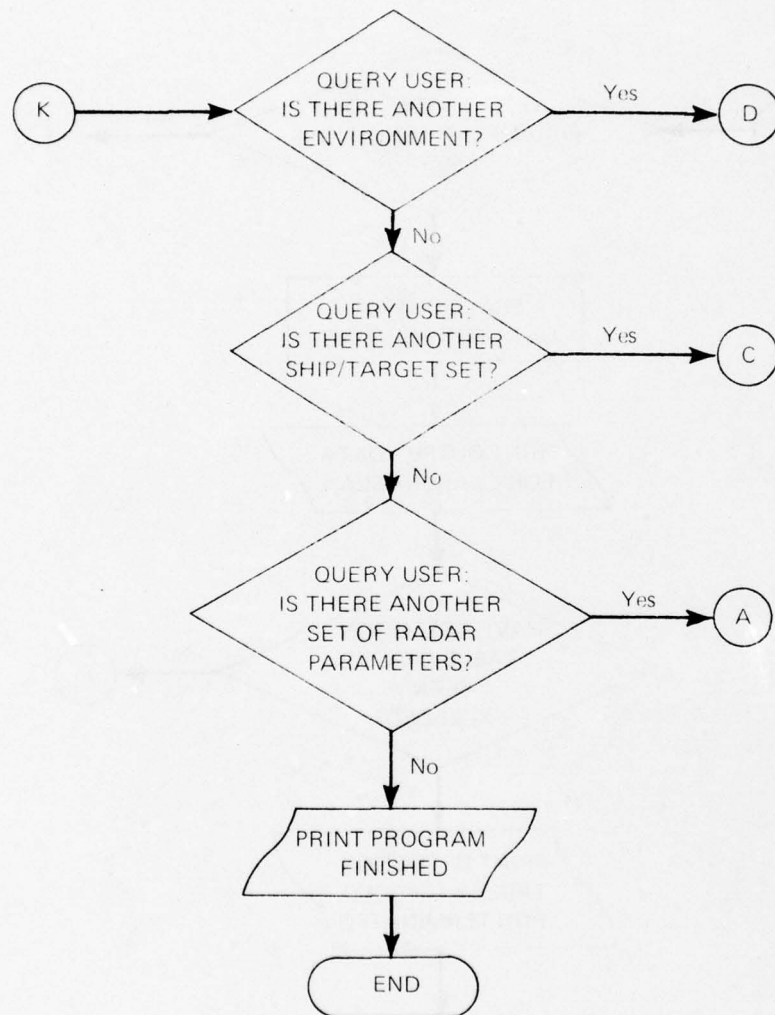 K
QUERY USER:
IS THERE ANOTHER
ENVIRONMENT?
Yes
D
No
QUERY USER:
IS THERE ANOTHER
SHIP/TARGET SET?
Yes
C
No
QUERY USER:
IS THERE ANOTHER
SET OF RADAR
PARAMETERS?
Yes
A
No
PRINT PROGRAM
FINISHED
END